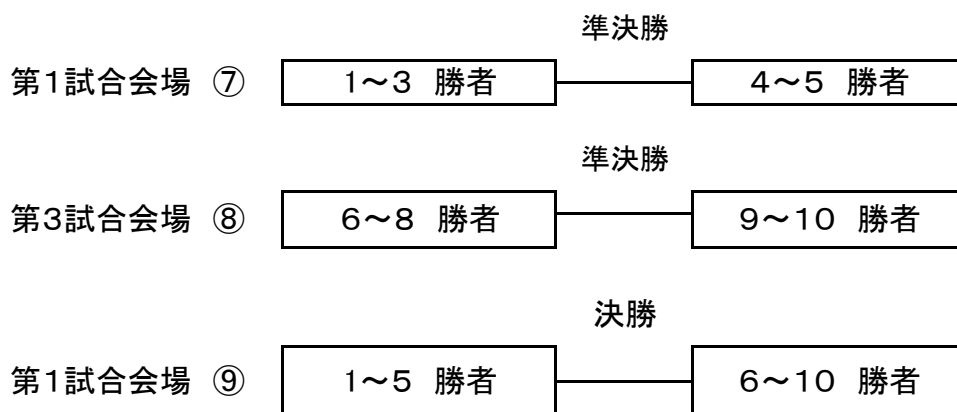 準決勝
第１試合会場 ⑦ １～３ 勝者 ４～５ 勝者
準決勝
第３試合会場 ⑧ ６～８ 勝者 ９～１０ 勝者
決勝
第１試合会場 ⑨ １～５ 勝者 ６～１０ 勝者